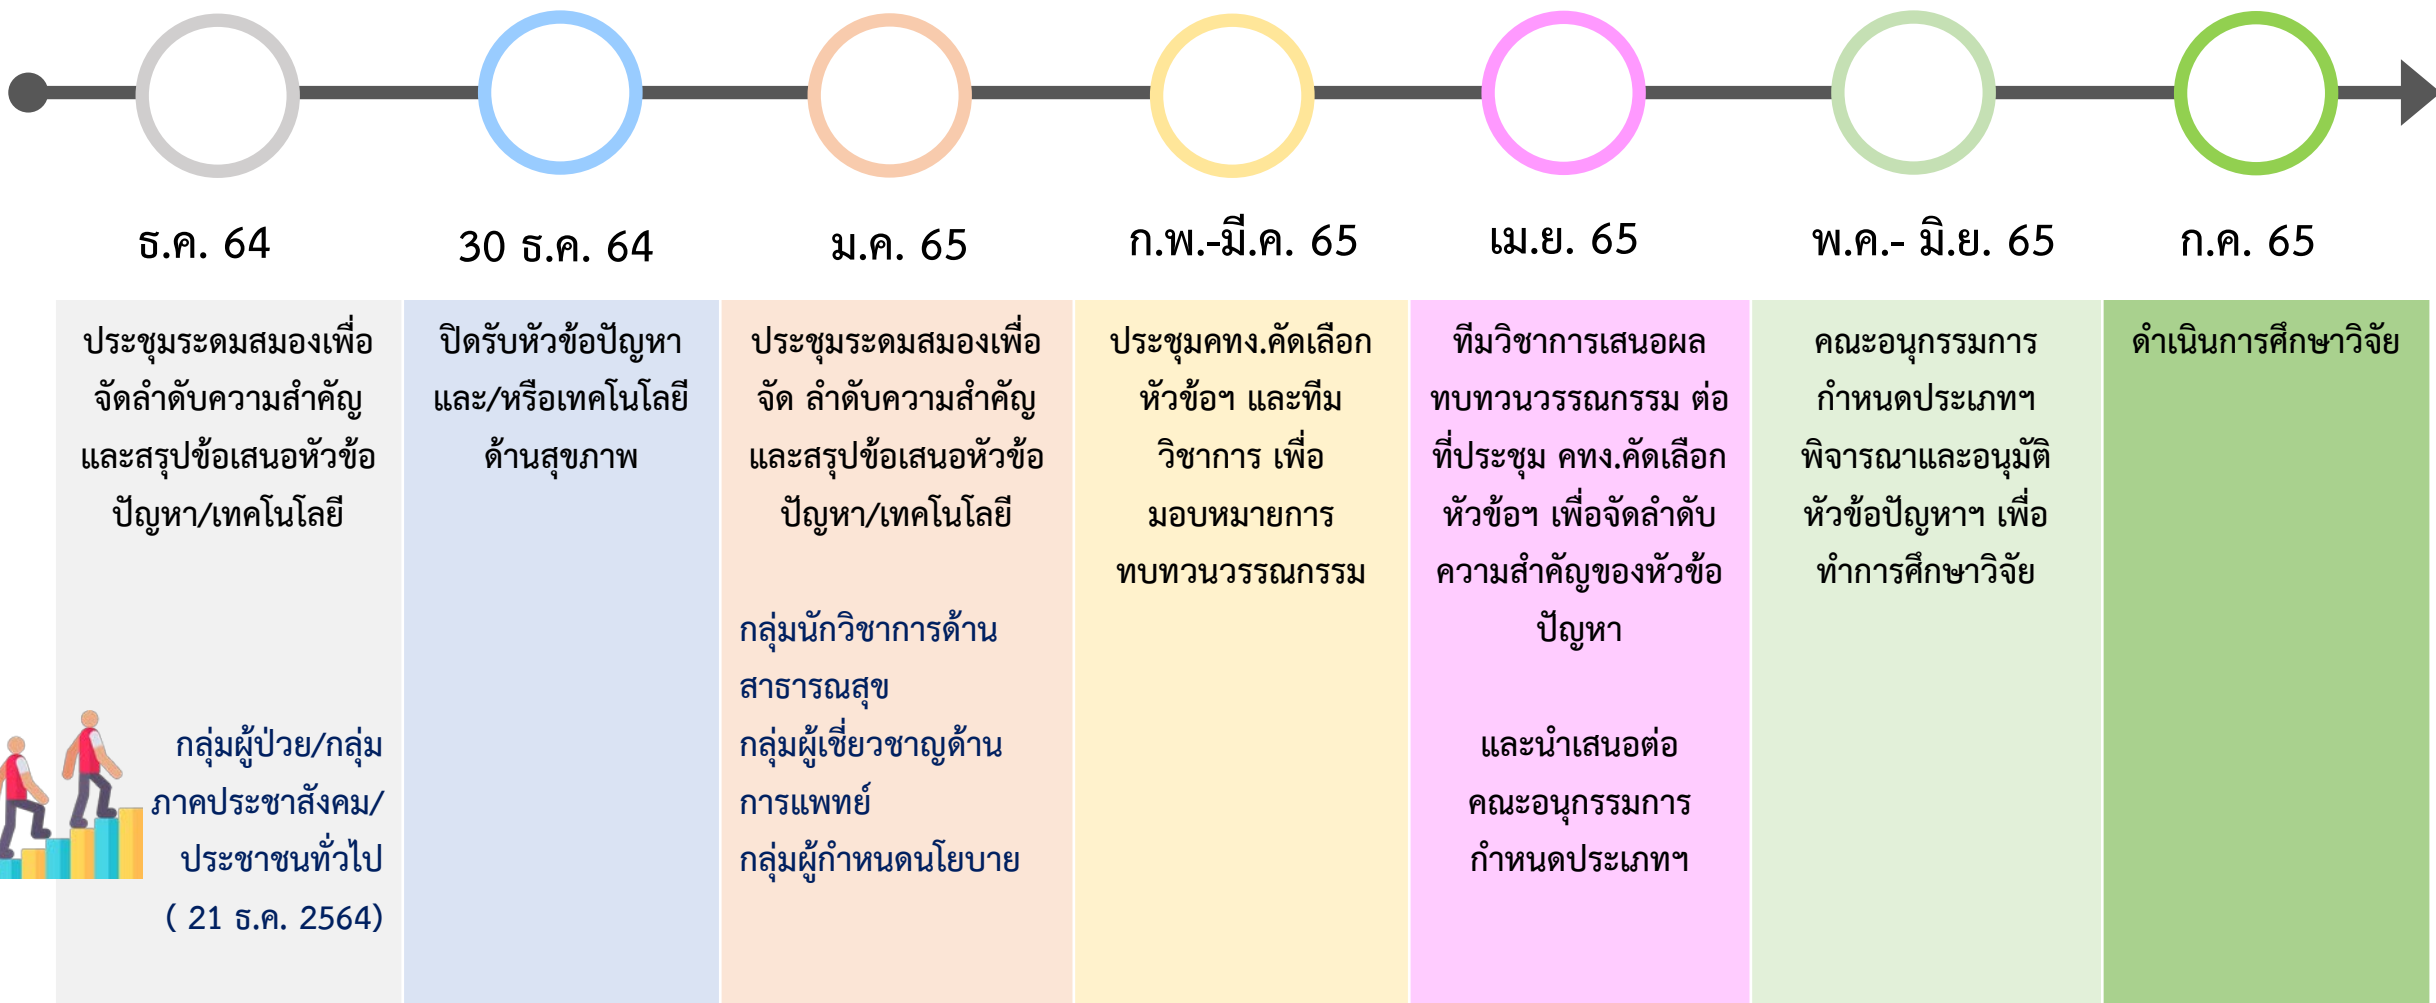 ธ.ค. 64
30 ธ.ค. 64
ม.ค. 65
ก.พ.-มี.ค. 65
เม.ย. 65
พ.ค.- มิ.ย. 65
ก.ค. 65
ประชุมระดมสมองเพื่อ
จัดลำดับความสำคัญ
และสรุปข้อเสนอหัวข้อ
ปัญหา/เทคโนโลยี
กลุ่มผู้ป่วย/กลุ่ม
ภาคประชาสังคม/
ประชาชนทั่วไป
( 21 ธ.ค. 2564)
ปิดรับหัวข้อปัญหา
และ/หรือเทคโนโลยี
ด้านสุขภาพ
ประชุมระดมสมองเพื่อ
จัด ลำดับความสำคัญ
และสรุปข้อเสนอหัวข้อ
ปัญหา/เทคโนโลยี
กลุ่มนักวิชาการด้าน
สาธารณสุข
กลุ่มผู้เชี่ยวชาญด้าน
การแพทย์
กลุ่มผู้กำหนดนโยบาย
ประชุมคทง.คัดเลือก
หัวข้อฯ และทีม
วิชาการ เพื่อ
มอบหมายการ
ทบทวนวรรณกรรม
ทีมวิชาการเสนอผล
ทบทวนวรรณกรรม ต่อ
ที่ประชุม คทง.คัดเลือก
หัวข้อฯ เพื่อจัดลำดับ
ความสำคัญของหัวข้อ
ปัญหา
และนำเสนอต่อ
คณะอนุกรรมการ
กำหนดประเภทฯ
คณะอนุกรรมการ
กำหนดประเภทฯ
พิจารณาและอนุมัติ
หัวข้อปัญหาฯ เพื่อ
ทำการศึกษาวิจัย
ดำเนินการศึกษาวิจัย